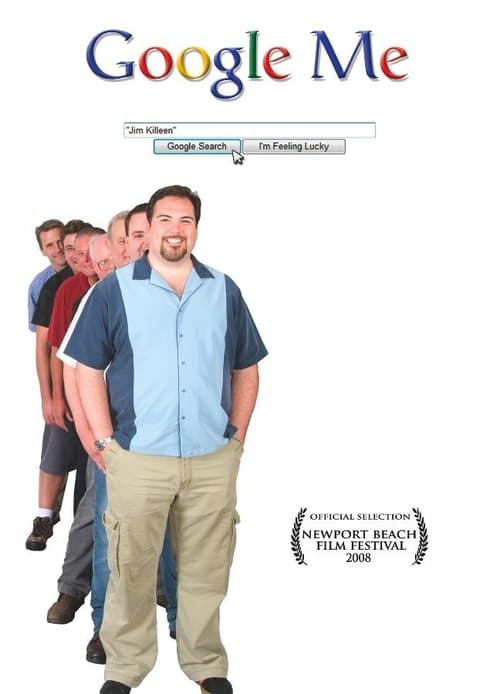 Google Me
"Jim Killeen"
Google Search
I'm Feeling Lucky
OFFICIAL SELECTION
NEWPORT BEACH
FILM FESTIVAL
2008